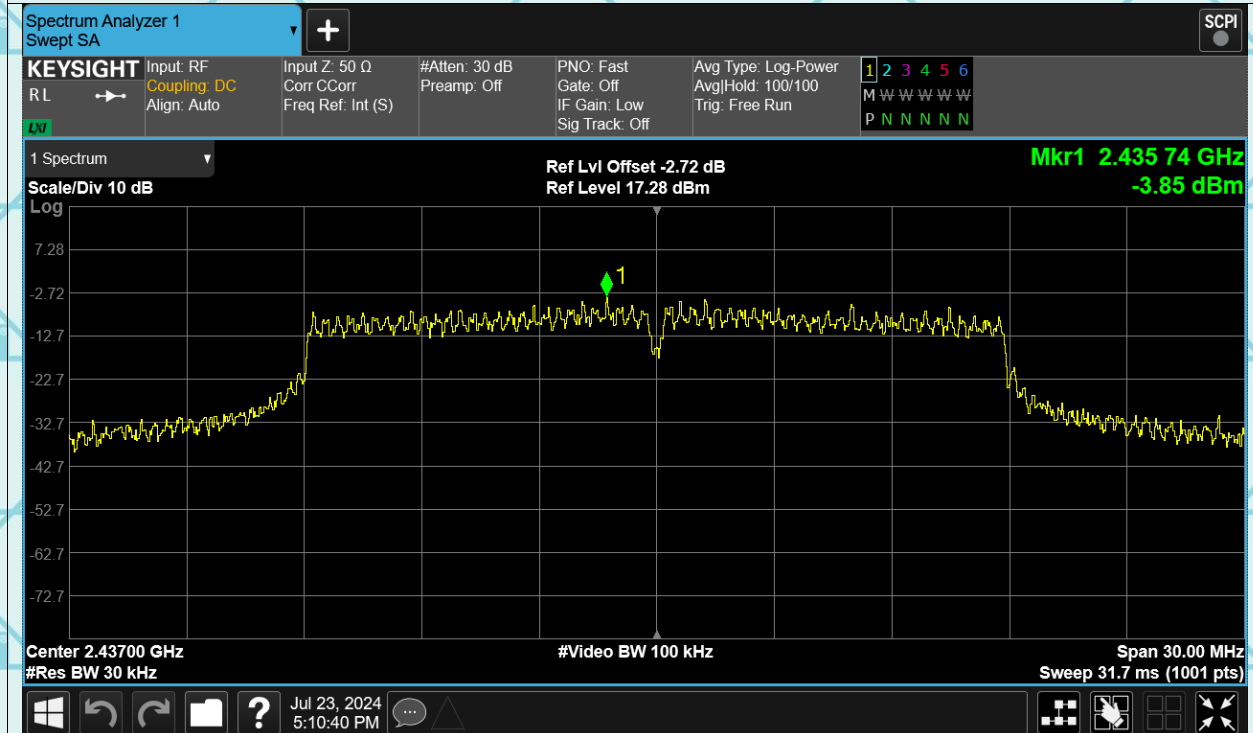 Spectrum Analyzer 1
Swept SA
+
SCPI
KEYSIGHT
R L
LXI
Input: RF
Coupling: DC
Align: Auto
Input Z: 50 Ω
Corr CCorr
Freq Ref: Int (S)
#Atten: 30 dB
Preamp: Off
PNO: Fast
Gate: Off
IF Gain: Low
Sig Track: Off
Avg Type: Log-Power
Avg|Hold: 100/100
Trig: Free Run
1 2 3 4 5 6
M W W W W W
P N N N N N N
1 Spectrum
Scale/Div 10 dB
Log
Ref Lvl Offset -2.72 dB
Ref Level 17.28 dBm
Mkr1 2.435 74 GHz
-3.85 dBm
1
7.28
-2.72
-12.7
-22.7
-32.7
-42.7
-52.7
-62.7
-72.7
Center 2.43700 GHz
#Res BW 30 kHz
#Video BW 100 kHz
Span 30.00 MHz
Sweep 31.7 ms (1001 pts)
?
Jul 23, 2024
5:10:40 PM